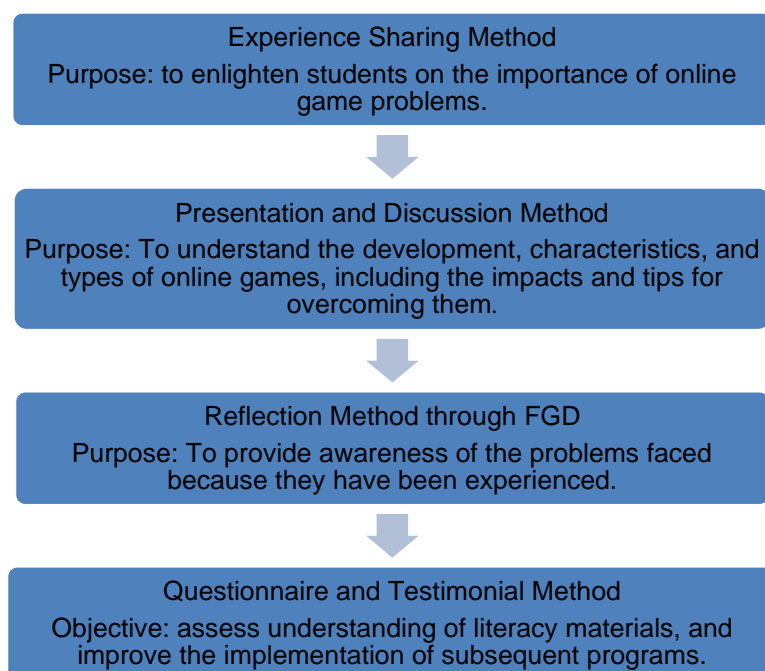 Experience Sharing Method
Purpose: to enlighten students on the importance of online
game problems.
Presentation and Discussion Method
Purpose: To understand the development, characteristics, and
types of online games, including the impacts and tips for
overcoming them.
Reflection Method through FGD
Purpose: To provide awareness of the problems faced
because they have been experienced.
Questionnaire and Testimonial Method
Objective: assess understanding of literacy materials, and
improve the implementation of subsequent programs.